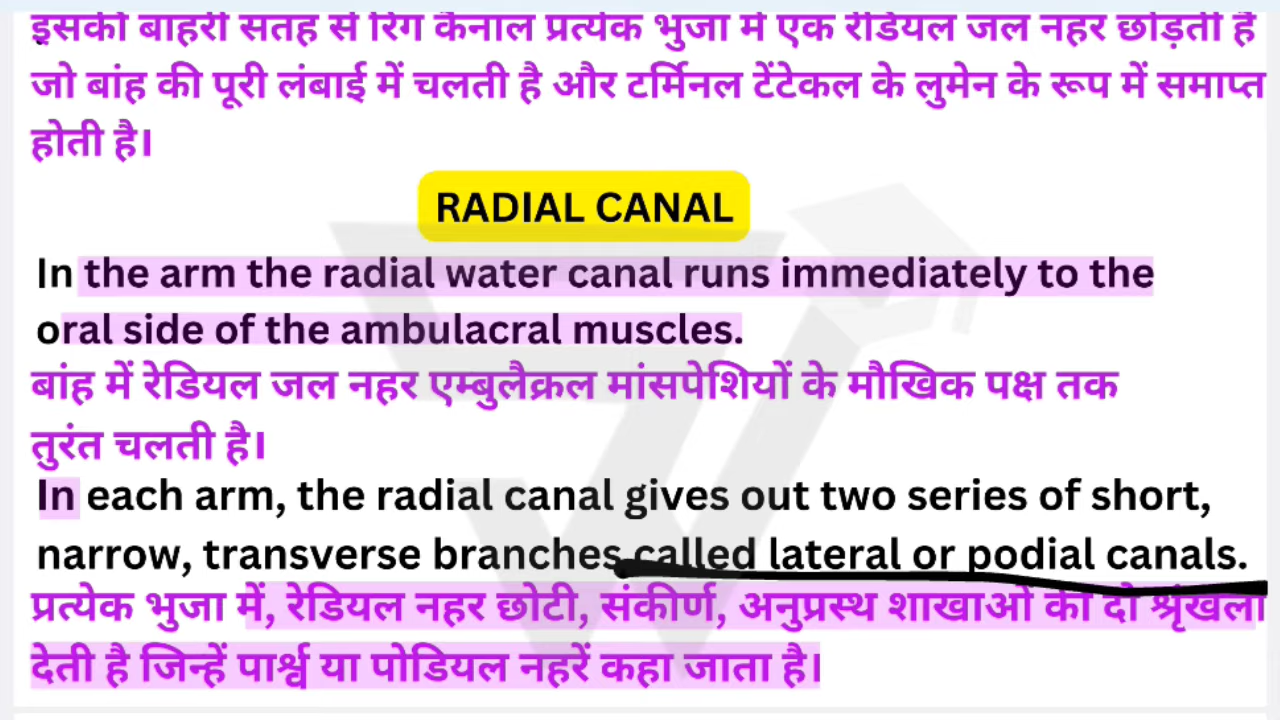 इसकी बाहरी सतह से रिंग कैनाल प्रत्येक भुजा में एक रेडियल जल नहर छोड़ती है
जो बांह की पूरी लंबाई में चलती है और टर्मिनल टेंटेकल के लुमेन के रूप में समाप्त
होती है।
RADIAL CANAL
In the arm the radial water canal runs immediately to the
oral side of the ambulacral muscles.
बांह में रेडियल जल नहर एम्बुलैक्रल मांसपेशियों के मौखिक पक्ष तक
तुरंत चलती है।
In each arm, the radial canal gives out two series of short,
narrow, transverse branches called lateral or podial canals.
प्रत्येक भुजा में, रेडियल नहर छोटी, संकीर्ण, अनुप्रस्थ शाखाओं की दो श्रृंखला
देती है जिन्हें पार्श्व या पोडियल नहरें कहा जाता है।